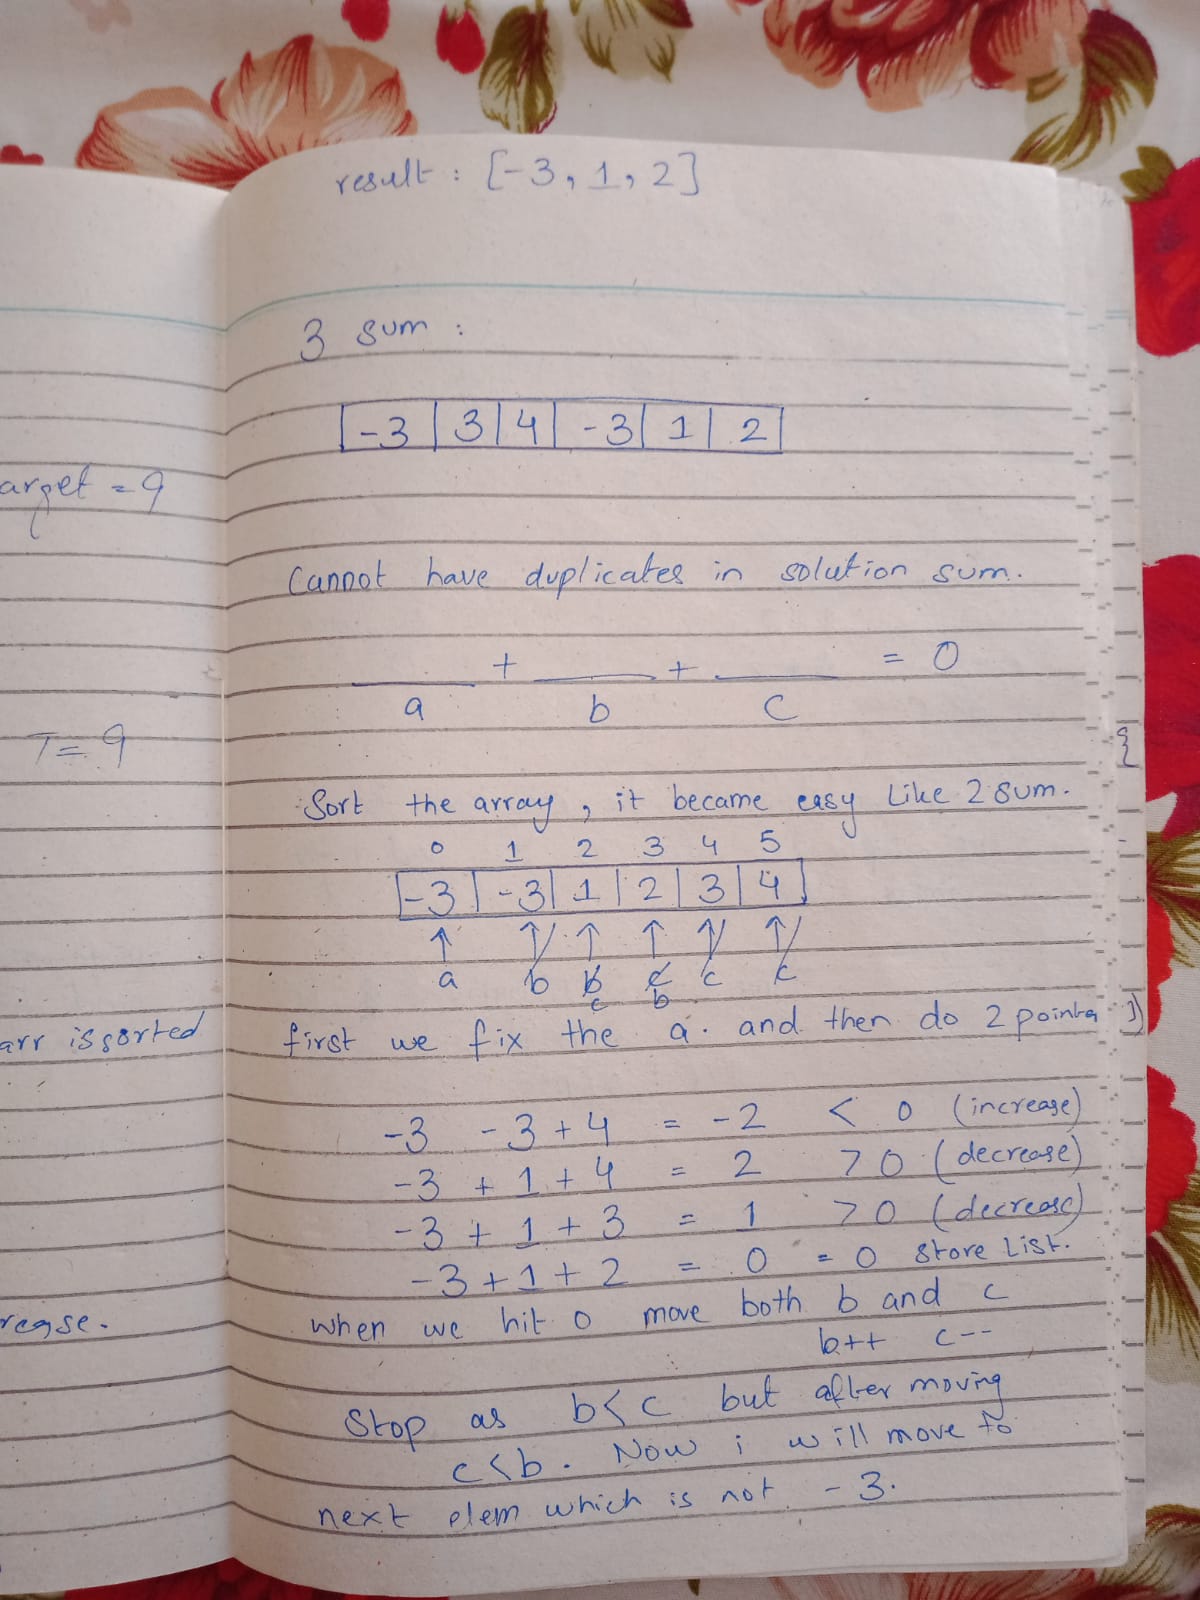 arget = 9
T = 9
arr is sorted
rease.
result : [-3, 1, 2]
3 sum :
-3 3 4 -3 1 2
Cannot have duplicates in solution sum.
+ + = 0
a b c
Sort the array, it became easy Like 2 sum.
0 1 2 3 4 5
-3 -3 1 2 3 4
a b b c c c
c b
first we fix the a. and then do 2 pointer
-3 -3 + 4 = -2 < 0 (increase)
-3 + 1 + 4 = 2 > 0 (decrease)
-3 + 1 + 3 = 1 > 0 (decrease)
-3 + 1 + 2 = 0 = 0 store List.
when we hit 0 move both b and c
b++ c--
Stop as b < c but after moving
c < b. Now i will move to
next elem which is not -3.